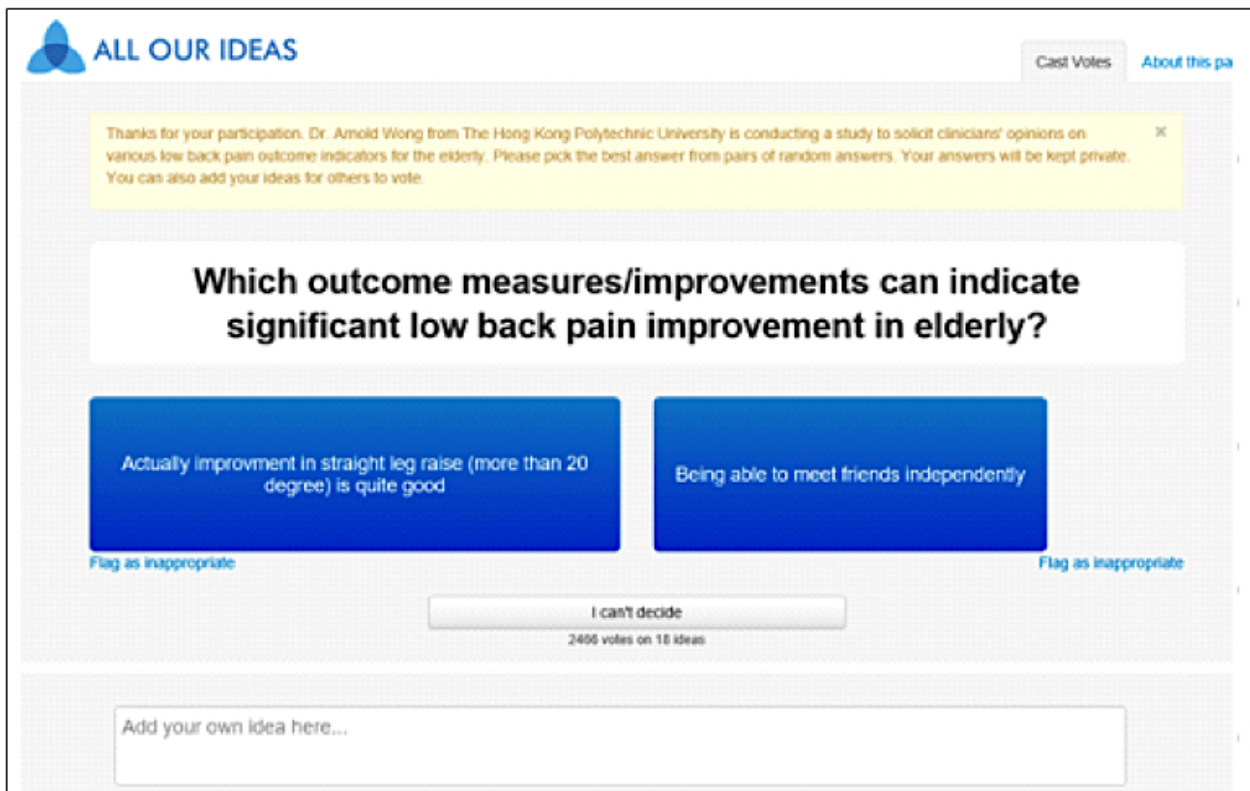 ALL OUR IDEAS
Cast Votes
About this pa
Thanks for your participation. Dr. Arnold Wong from The Hong Kong Polytechnic University is conducting a study to solicit clinicians' opinions on
various low back pain outcome indicators for the elderly. Please pick the best answer from pairs of random answers. Your answers will be kept private.
You can also add your ideas for others to vote.
×
Which outcome measures/improvements can indicate
significant low back pain improvement in elderly?
Actually improvment in straight leg raise (more than 20
degree) is quite good
Being able to meet friends independently
Flag as inappropriate
Flag as inappropriate
I can't decide
2466 votes on 18 ideas
Add your own idea here...